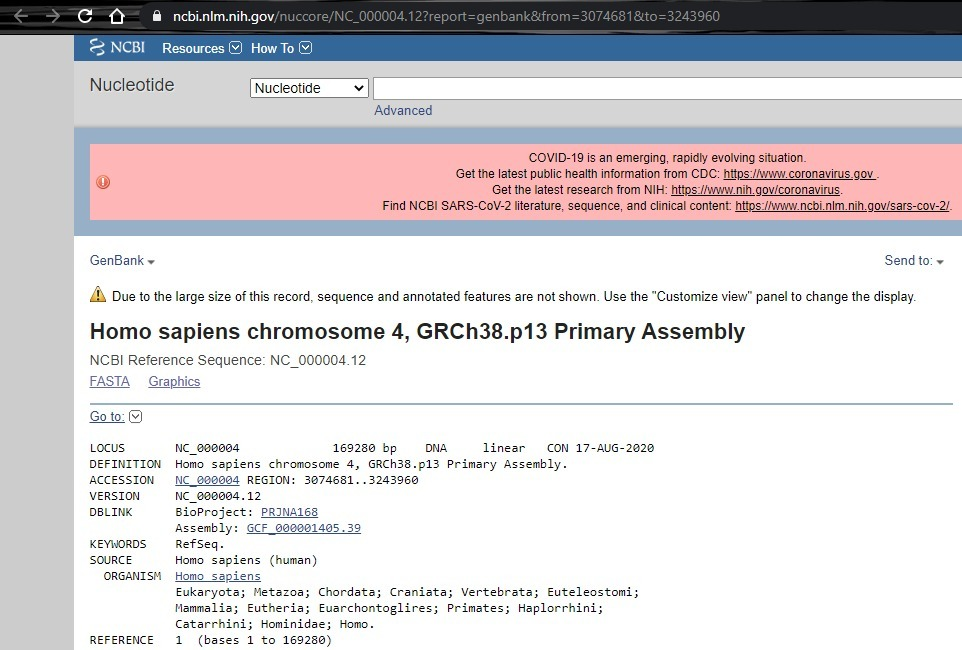 ncbi.nlm.nih.gov/nuccore/NC_000004.12?report=genbank&from=3074681&to=3243960
NCBI Resources How To
Nucleotide Nucleotide
Advanced
COVID-19 is an emerging, rapidly evolving situation.
Get the latest public health information from CDC: https://www.coronavirus.gov .
Get the latest research from NIH: https://www.nih.gov/coronavirus.
Find NCBI SARS-CoV-2 literature, sequence, and clinical content: https://www.ncbi.nlm.nih.gov/sars-cov-2/.
GenBank Send to:
Due to the large size of this record, sequence and annotated features are not shown. Use the "Customize view" panel to change the display.
Homo sapiens chromosome 4, GRCh38.p13 Primary Assembly
NCBI Reference Sequence: NC_000004.12
FASTA Graphics
Go to:
LOCUS NC_000004 169280 bp DNA linear CON 17-AUG-2020
DEFINITION Homo sapiens chromosome 4, GRCh38.p13 Primary Assembly.
ACCESSION NC_000004 REGION: 3074681..3243960
VERSION NC_000004.12
DBLINK BioProject: PRJNA168
Assembly: GCF_000001405.39
KEYWORDS RefSeq.
SOURCE Homo sapiens (human)
ORGANISM Homo sapiens
Eukaryota; Metazoa; Chordata; Craniata; Vertebrata; Euteleostomi;
Mammalia; Eutheria; Euarchontoglires; Primates; Haplorrhini;
Catarrhini; Hominidae; Homo.
REFERENCE 1 (bases 1 to 169280)